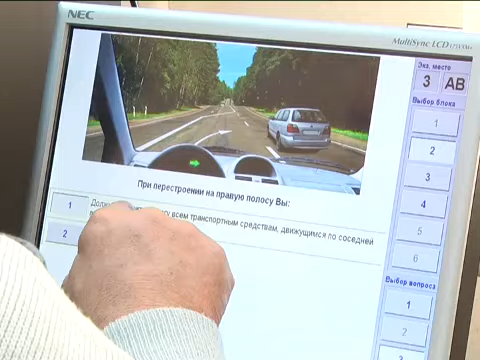 NEC
MultiSync LCD
Экз. место
3 АВ
Выбор блока
1
2
3
4
5
6
При перестроении на правую полосу Вы:
1
всем транспортным средствам, движущимся по соседней
2
Выбор вопроса
1
2
3